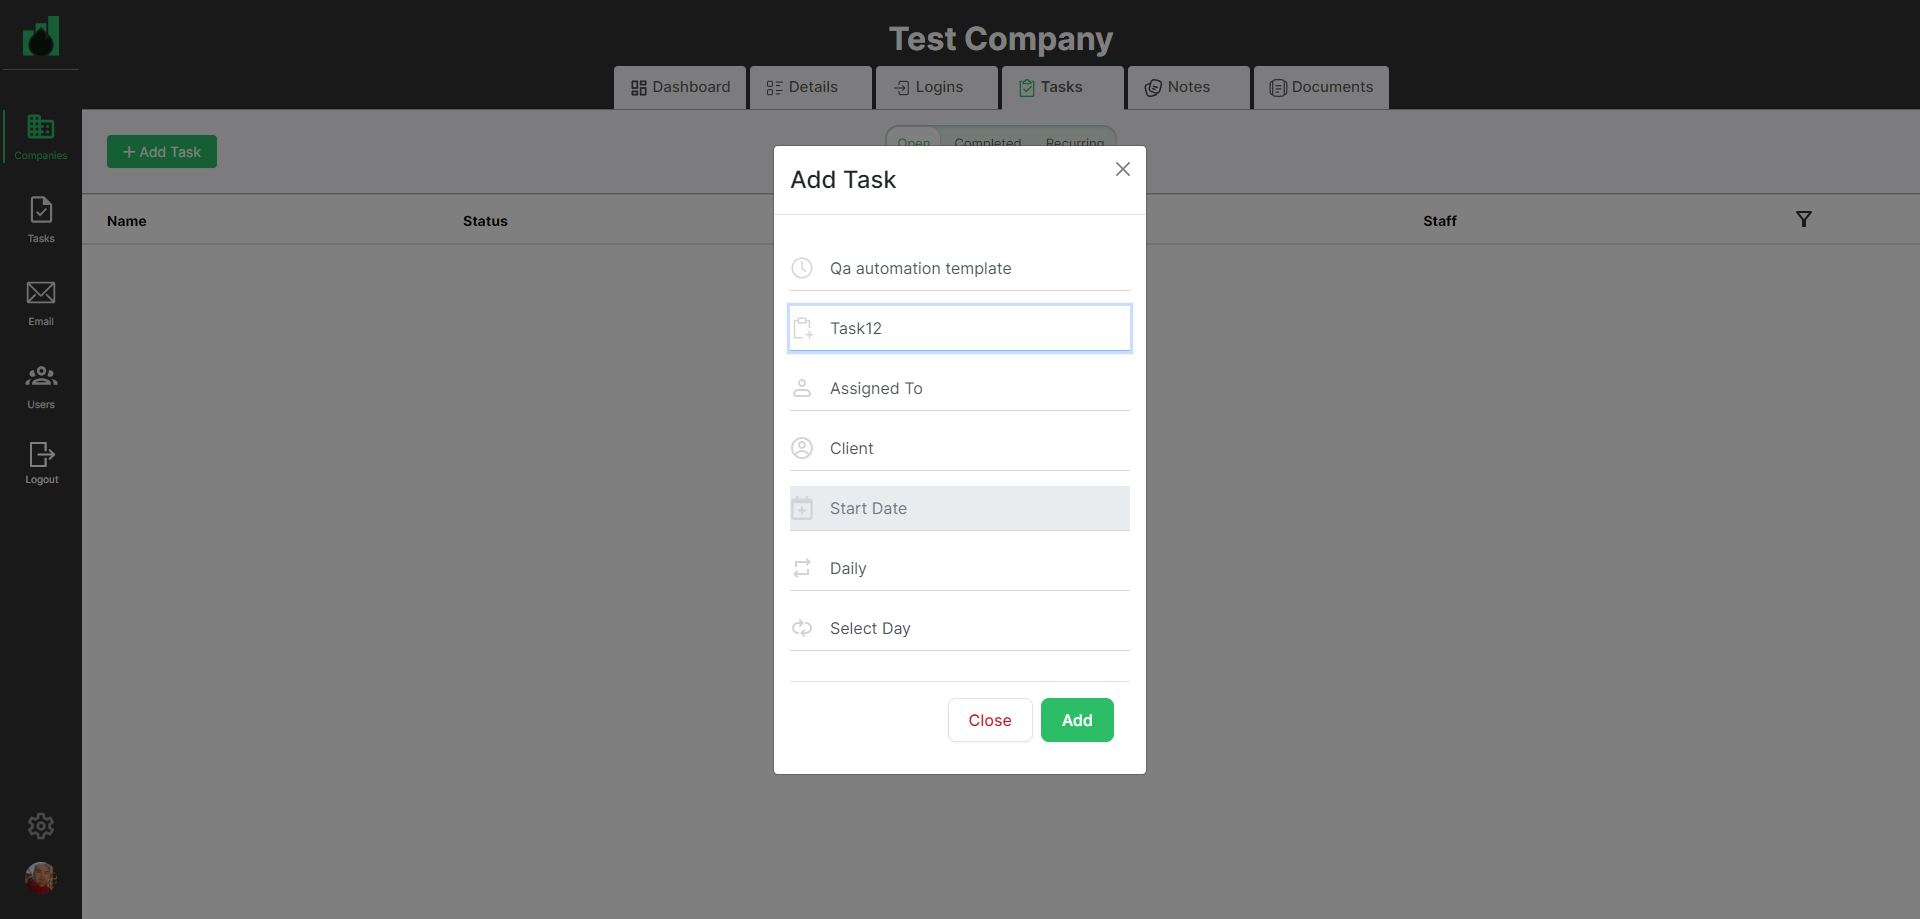 Test Company
Dashboard Details Logins Tasks Notes Documents
Companies
Tasks
Email
Users
Logout
+ Add Task
Open Completed Recurring
Name Status Staff
Add Task
Qa automation template
Task12
Assigned To
Client
Start Date
Daily
Select Day
Close Add